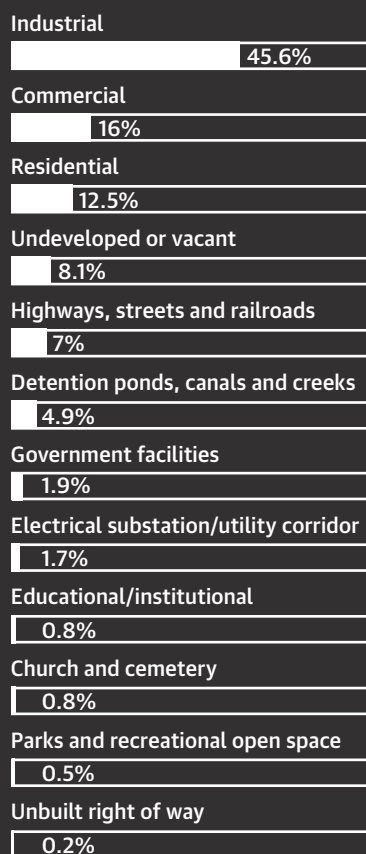 Industrial
45.6%
Commercial
16%
Residential
12.5%
Undeveloped or vacant
8.1%
Highways, streets and railroads
7%
Detention ponds, canals and creeks
4.9%
Government facilities
1.9%
Electrical substation/utility corridor
1.7%
Educational/institutional
0.8%
Church and cemetery
0.8%
Parks and recreational open space
0.5%
Unbuilt right of way
0.2%